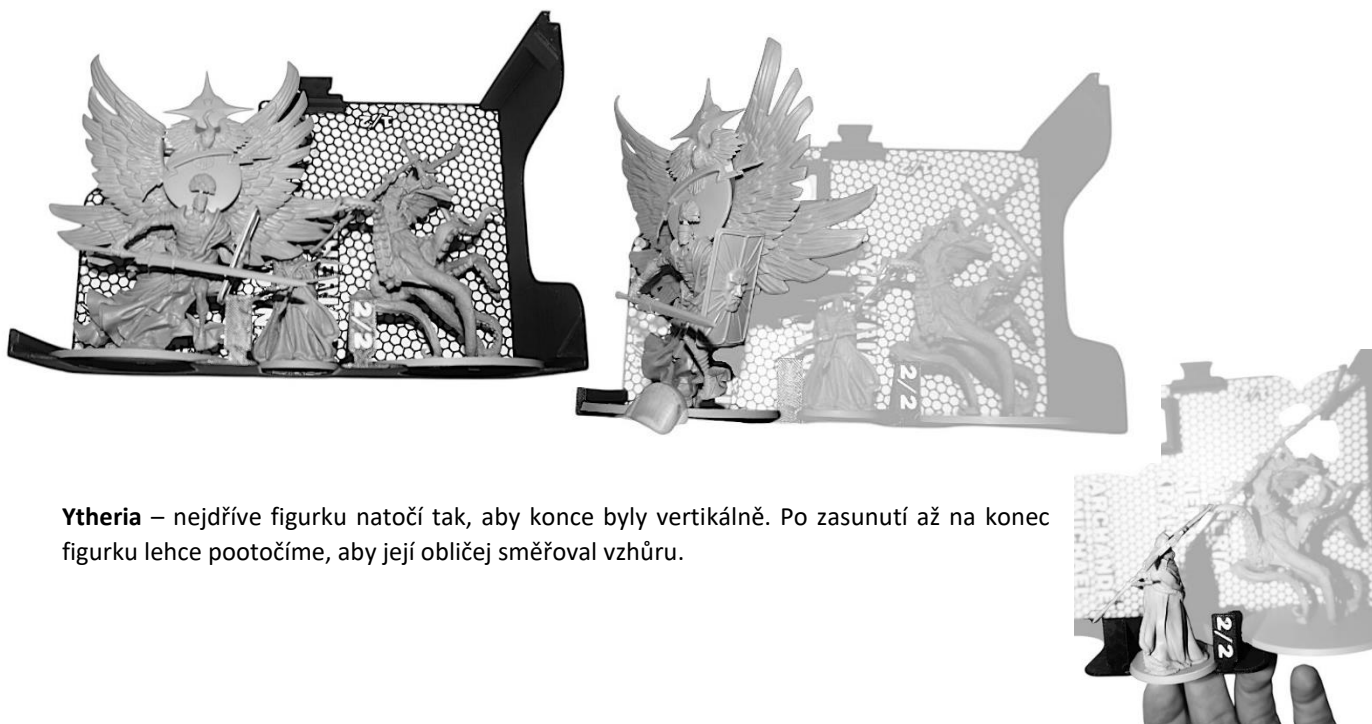 2/2
2/2
2/2
Ytheria – nejdříve figurku natočí tak, aby konce byly vertikálně. Po zasunutí až na konec
figurku lehce pootočíme, aby její obličej směřoval vzhůru.